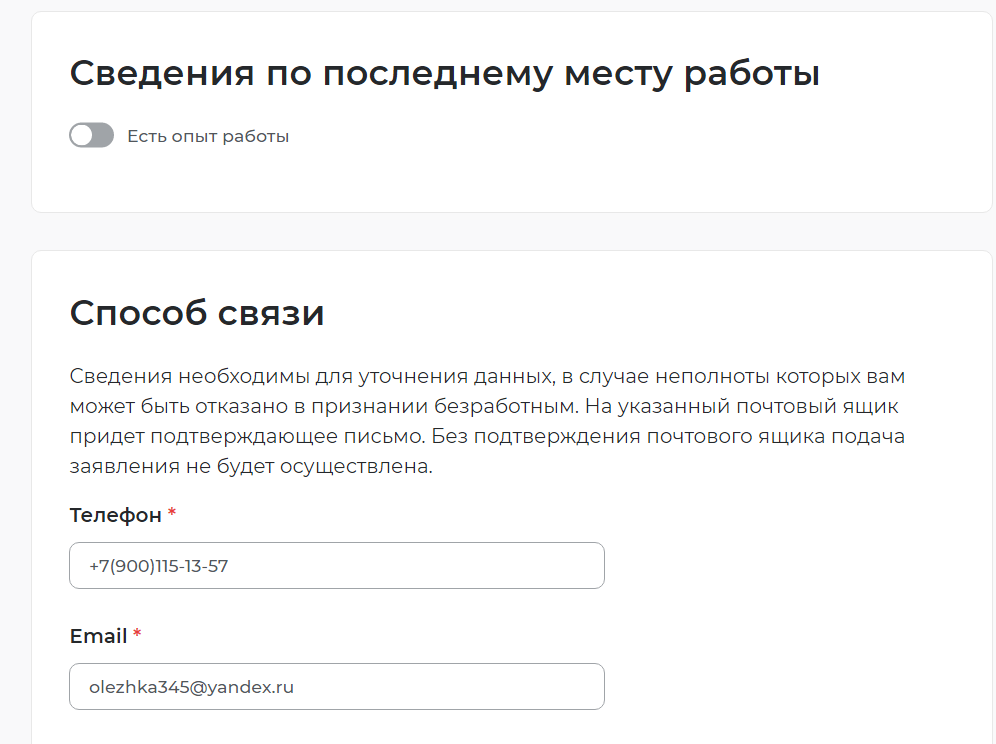 Сведения по последнему месту работы
Есть опыт работы
Способ связи
Сведения необходимы для уточнения данных, в случае неполноты которых вам
может быть отказано в признании безработным. На указанный почтовый ящик
придет подтверждающее письмо. Без подтверждения почтового ящика подача
заявления не будет осуществлена.
Телефон *
+7(900)115-13-57
Email *
olezhka345@yandex.ru